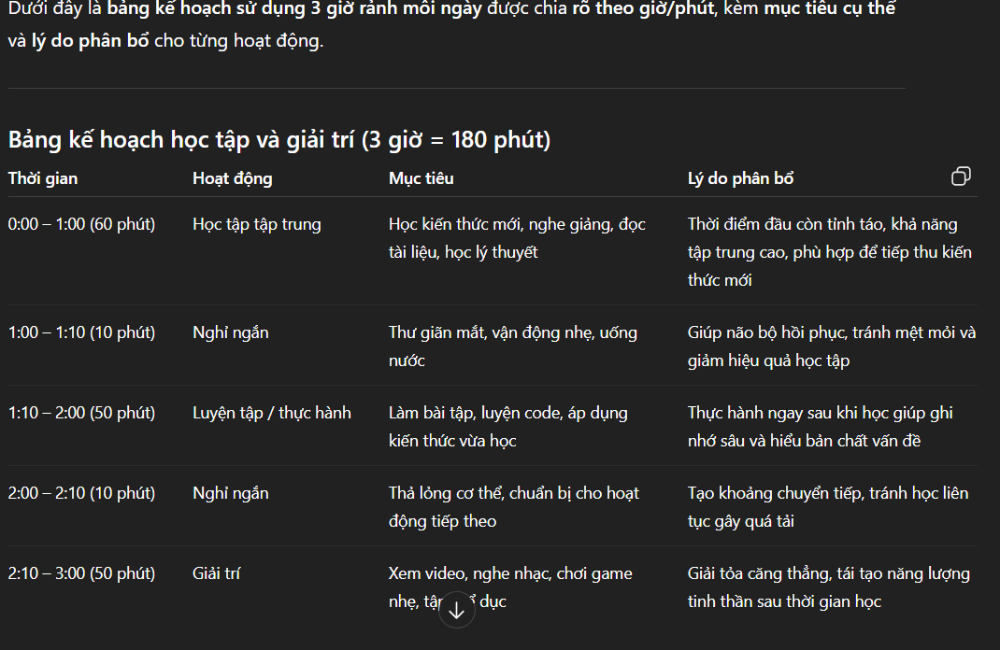 Dưới đây là bảng kế hoạch sử dụng 3 giờ rảnh mỗi ngày được chia rõ theo giờ/phút, kèm mục tiêu cụ thể
và lý do phân bổ cho từng hoạt động.
Bảng kế hoạch học tập và giải trí (3 giờ = 180 phút)
Thời gian Hoạt động Mục tiêu Lý do phân bổ
0:00 – 1:00 (60 phút) Học tập tập trung Học kiến thức mới, nghe giảng, đọc Thời điểm đầu còn tỉnh táo, khả năng
tài liệu, học lý thuyết tập trung cao, phù hợp để tiếp thu kiến
thức mới
1:00 – 1:10 (10 phút) Nghỉ ngắn Thư giãn mắt, vận động nhẹ, uống Giúp não bộ hồi phục, tránh mệt mỏi và
nước giảm hiệu quả học tập
1:10 – 2:00 (50 phút) Luyện tập / thực hành Làm bài tập, luyện code, áp dụng Thực hành ngay sau khi học giúp ghi
kiến thức vừa học nhớ sâu và hiểu bản chất vấn đề
2:00 – 2:10 (10 phút) Nghỉ ngắn Thả lỏng cơ thể, chuẩn bị cho hoạt Tạo khoảng chuyển tiếp, tránh học liên
động tiếp theo tục gây quá tải
2:10 – 3:00 (50 phút) Giải trí Xem video, nghe nhạc, chơi game Giải tỏa căng thẳng, tái tạo năng lượng
nhẹ, dục tinh thần sau thời gian học